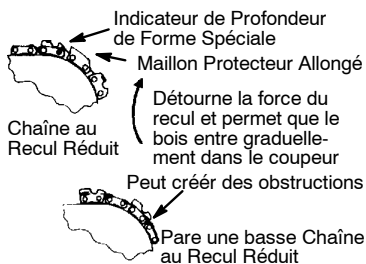 Indicateur de Profondeur
de Forme Spéciale
Maillon Protecteur Allongé
Détourne la force du
recul et permet que le
bois entre graduelle-
ment dans le coupeur
Chaîne au
Recul Réduit
Peut créér des obstructions
Pare une basse Chaîne
au Recul Réduit